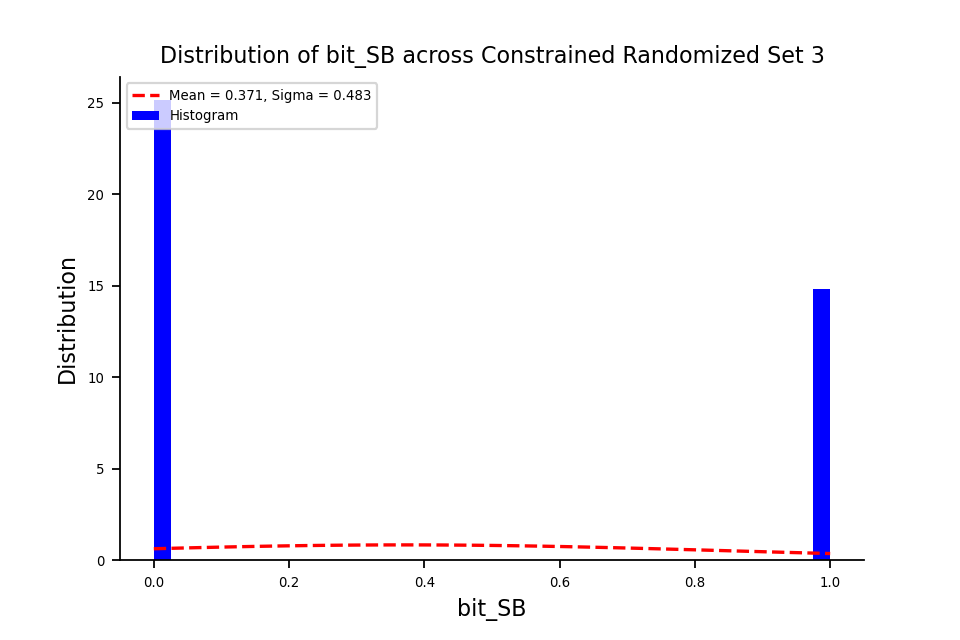 Distribution of bit_SB across Constrained Randomized Set 3
Mean = 0.371, Sigma = 0.483
Histogram
Distribution
25
20
15
10
5
0
0.0
0.2
0.4
0.6
0.8
1.0
bit_SB